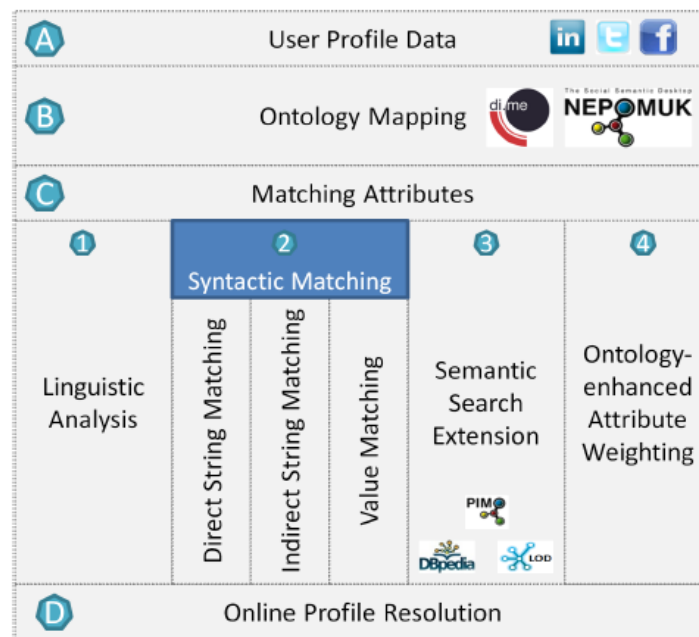 A
User Profile Data
in
t
f
B
Ontology Mapping
di.me
The Social Semantic Desktop
NEPOMUK
C
Matching Attributes
1
2
3
4
Syntactic Matching
Linguistic
Analysis
Direct String Matching
Indirect String Matching
Value Matching
Semantic
Search
Extension
PIMO
DBpedia
LOD
Ontology-
enhanced
Attribute
Weighting
D
Online Profile Resolution